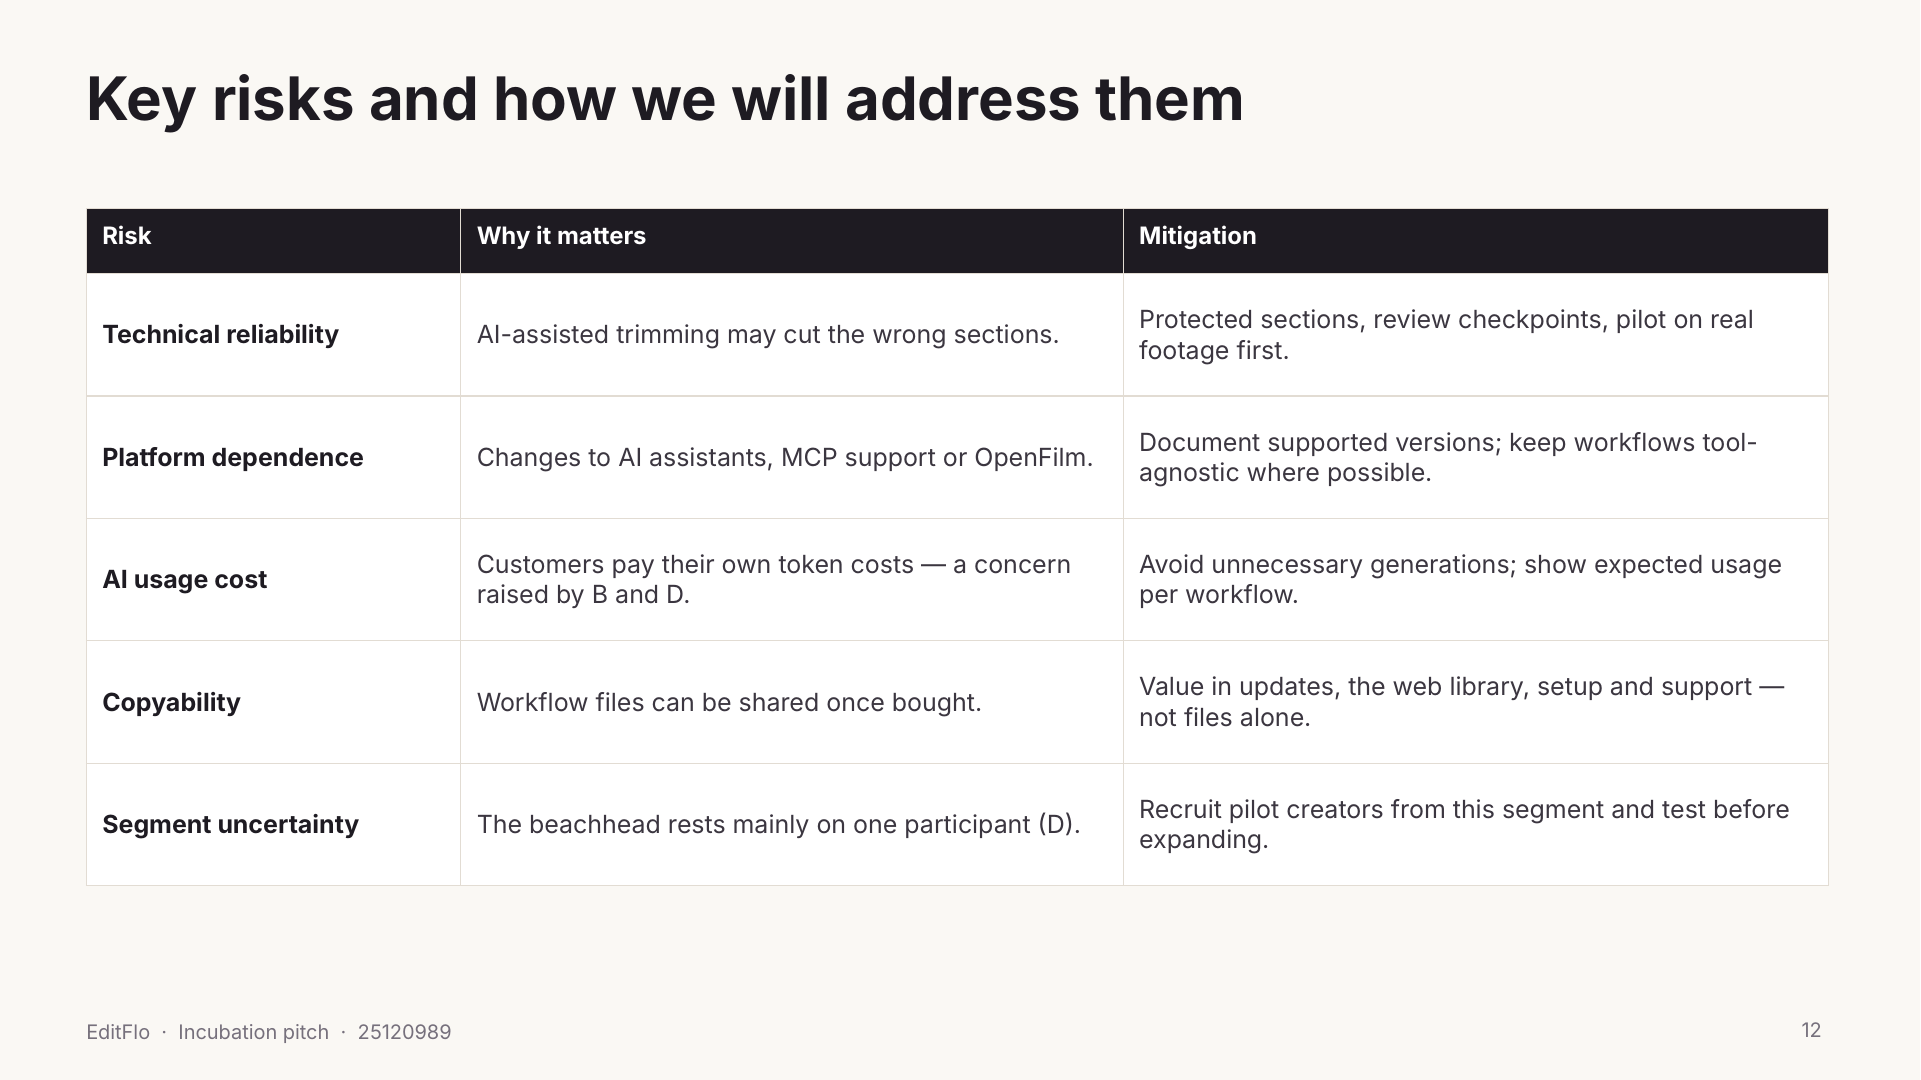 Key risks and how we will address them
Risk
Why it matters
Mitigation
Technical reliability
AI-assisted trimming may cut the wrong sections.
Protected sections, review checkpoints, pilot on real
footage first.
Platform dependence
Changes to AI assistants, MCP support or OpenFilm.
Document supported versions; keep workflows tool-
agnostic where possible.
AI usage cost
Customers pay their own token costs — a concern
raised by B and D.
Avoid unnecessary generations; show expected usage
per workflow.
Copyability
Workflow files can be shared once bought.
Value in updates, the web library, setup and support —
not files alone.
Segment uncertainty
The beachhead rests mainly on one participant (D).
Recruit pilot creators from this segment and test before
expanding.
EditFlo · Incubation pitch · 25120989
12